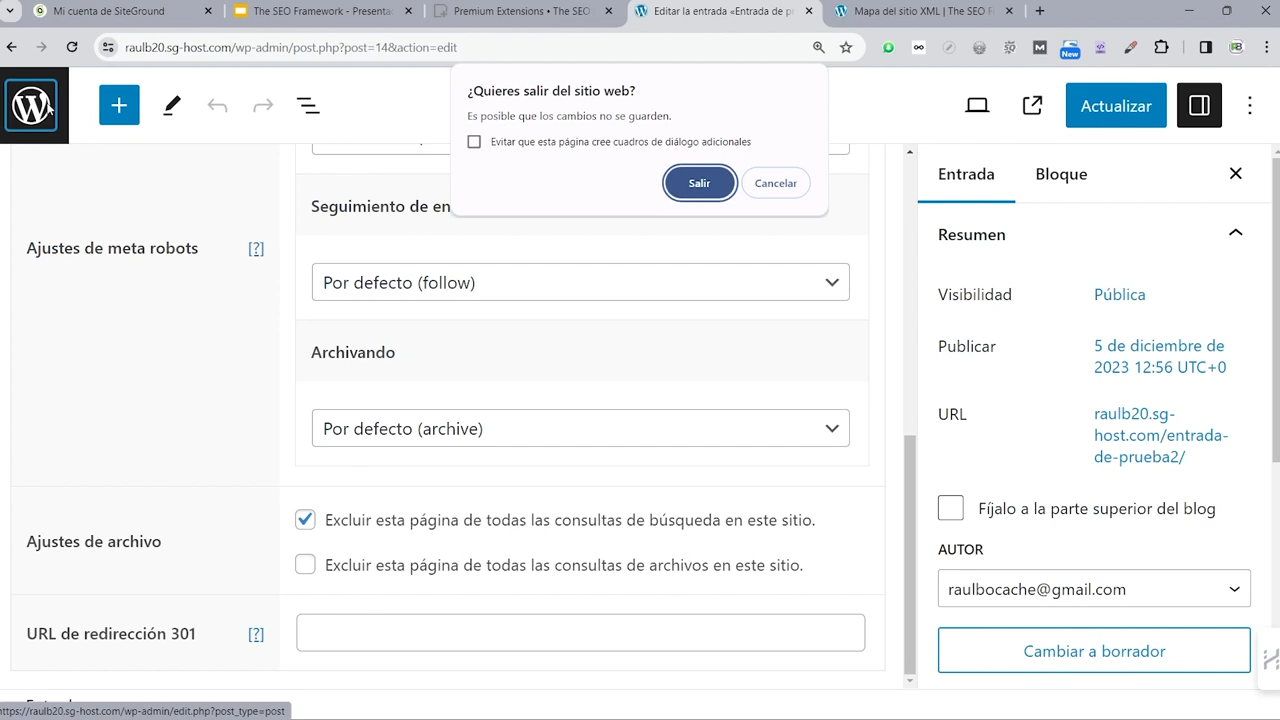 Mi cuenta de SiteGround
The SEO Framework - Presenta
Premium Extensions • The SEO
Editar la entrada «Entrada de p
Mapa del sitio XML | The SEO F
raulb20.sg-host.com/wp-admin/post.php?post=14&action=edit
New
¿Quieres salir del sitio web?
Es posible que los cambios no se guarden.
Evitar que esta página cree cuadros de diálogo adicionales
Salir
Cancelar
Actualizar
Seguimiento de en
Ajustes de meta robots
[?]
Por defecto (follow)
Archivando
Por defecto (archive)
Ajustes de archivo
Excluir esta página de todas las consultas de búsqueda en este sitio.
Excluir esta página de todas las consultas de archivos en este sitio.
URL de redirección 301
[?]
Entrada
Bloque
Resumen
Visibilidad
Pública
Publicar
5 de diciembre de
2023 12:56 UTC+0
URL
raulb20.sg-
host.com/entrada-
de-prueba2/
Fíjalo a la parte superior del blog
AUTOR
raulbocache@gmail.com
Cambiar a borrador
https://raulb20.sg-host.com/wp-admin/edit.php?post_type=post